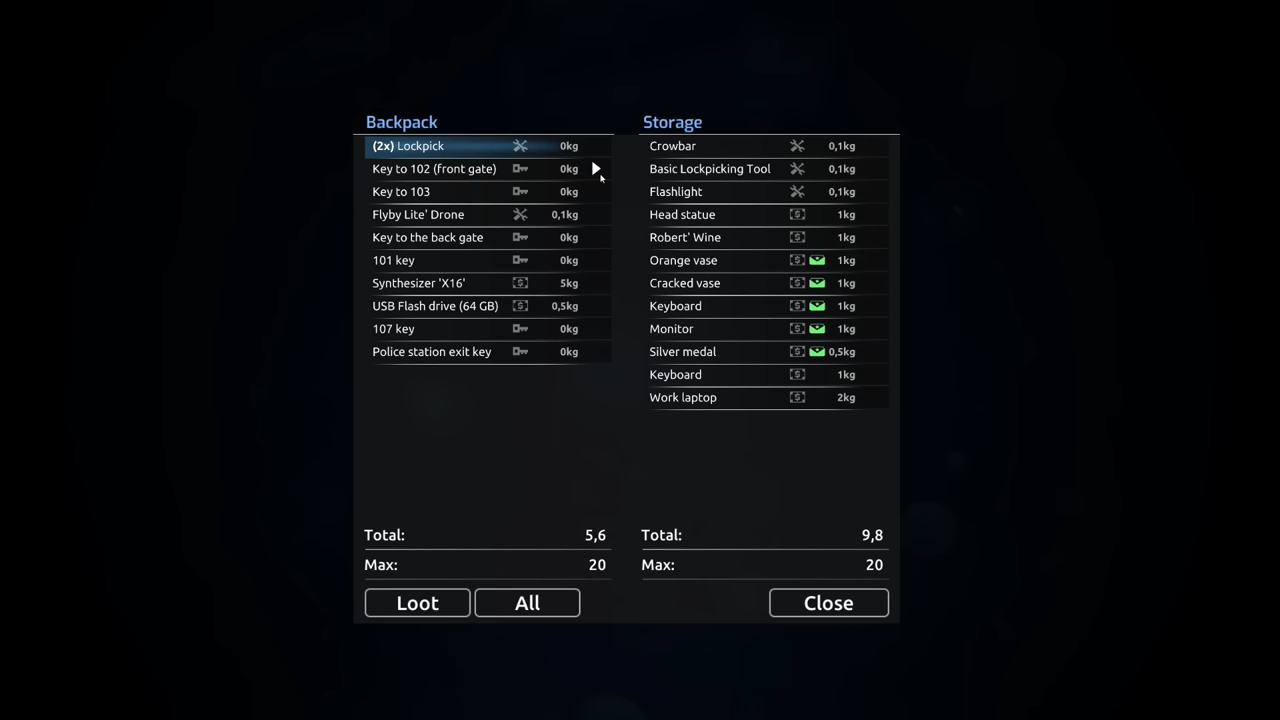 Backpack
(2x) Lockpick 0kg
Key to 102 (front gate) 0kg
Key to 103 0kg
Flyby Lite' Drone 0,1kg
Key to the back gate 0kg
101 key 0kg
Synthesizer 'X16' 5kg
USB Flash drive (64 GB) 0,5kg
107 key 0kg
Police station exit key 0kg
Total: 5,6
Max: 20
Loot
All
Storage
Crowbar 0,1kg
Basic Lockpicking Tool 0,1kg
Flashlight 0,1kg
Head statue 1kg
Robert' Wine 1kg
Orange vase 1kg
Cracked vase 1kg
Keyboard 1kg
Monitor 1kg
Silver medal 0,5kg
Keyboard 1kg
Work laptop 2kg
Total: 9,8
Max: 20
Close